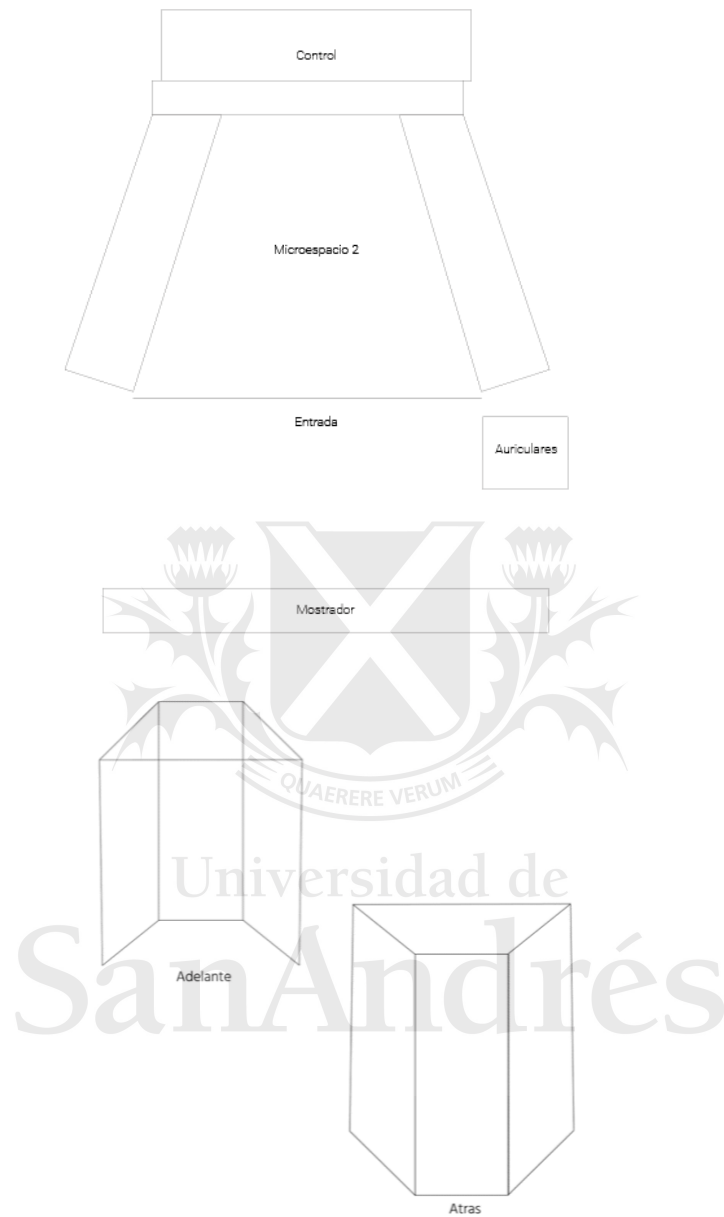 Control
Microespacio 2
Entrada
Auriculares
Mostrador
QUAERERE VERUM
Universidad de
SanAndrés
Adelante
Atras